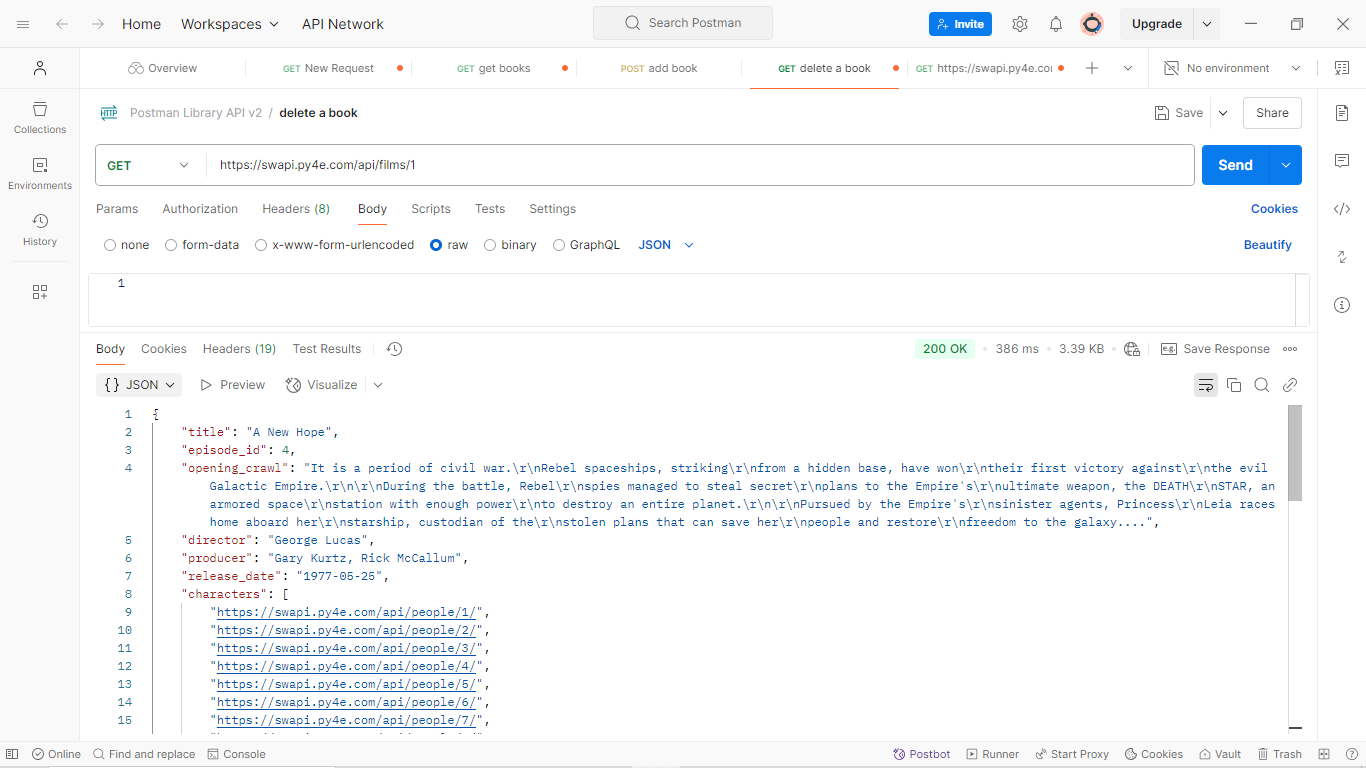 Home Workspaces API Network Search Postman Invite Upgrade
Overview GET New Request GET get books POST add book GET delete a book GET https://swapi.py4e.co No environment
HTTP Postman Library API v2 / delete a book Save Share
Collections
GET https://swapi.py4e.com/api/films/1 Send
Environments
Params Authorization Headers (8) Body Scripts Tests Settings Cookies
History
none form-data x-www-form-urlencoded raw binary GraphQL JSON Beautify
1
Body Cookies Headers (19) Test Results 200 OK • 386 ms • 3.39 KB • e.g. Save Response
{} JSON Preview Visualize
1 {
2 "title": "A New Hope",
3 "episode_id": 4,
4 "opening_crawl": "It is a period of civil war.\r\nRebel spaceships, striking\r\nfrom a hidden base, have won\r\ntheir first victory against\r\nthe evil
Galactic Empire.\r\n\r\nDuring the battle, Rebel\r\nspies managed to steal secret\r\nplans to the Empire's\r\nultimate weapon, the DEATH\r\nSTAR, an
armored space\r\nstation with enough power\r\nto destroy an entire planet.\r\n\r\nPursued by the Empire's\r\nsinister agents, Princess\r\nLeia races
home aboard her\r\nstarship, custodian of the\r\nstolen plans that can save her\r\npeople and restore\r\nfreedom to the galaxy....",
5 "director": "George Lucas",
6 "producer": "Gary Kurtz, Rick McCallum",
7 "release_date": "1977-05-25",
8 "characters": [
9 "https://swapi.py4e.com/api/people/1/",
10 "https://swapi.py4e.com/api/people/2/",
11 "https://swapi.py4e.com/api/people/3/",
12 "https://swapi.py4e.com/api/people/4/",
13 "https://swapi.py4e.com/api/people/5/",
14 "https://swapi.py4e.com/api/people/6/",
15 "https://swapi.py4e.com/api/people/7/",
Online Find and replace Console Postbot Runner Start Proxy Cookies Vault Trash